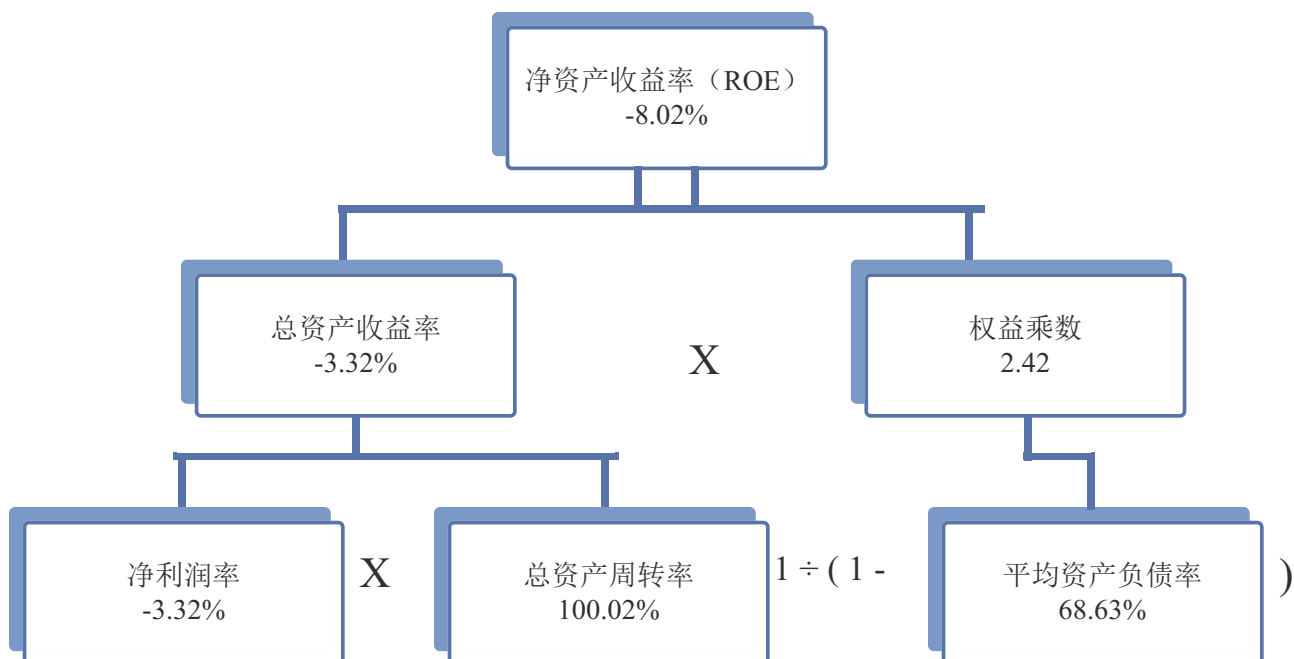 净资产收益率（ROE）
-8.02%
总资产收益率
-3.32%
X
权益乘数
2.42
净利润率
-3.32%
X
总资产周转率
100.02%
1 ÷ ( 1 -
平均资产负债率
68.63%
)